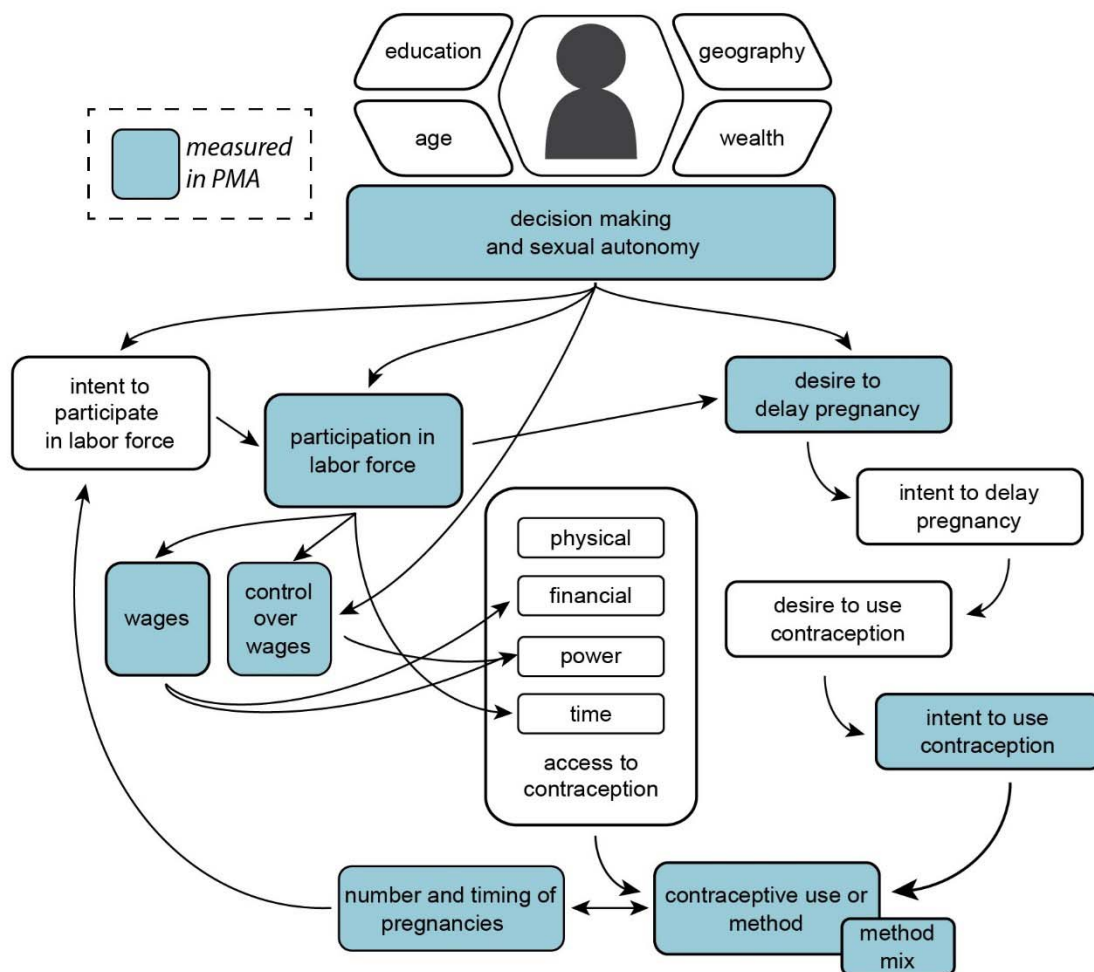 education
geography
age
wealth
measured
in PMA
decision making
and sexual autonomy
intent to
participate
in labor force
participation in
labor force
desire to
delay pregnancy
intent to delay
pregnancy
physical
financial
power
time
access to
contraception
wages
control
over
wages
desire to use
contraception
intent to use
contraception
number and timing of
pregnancies
contraceptive use or
method
method
mix